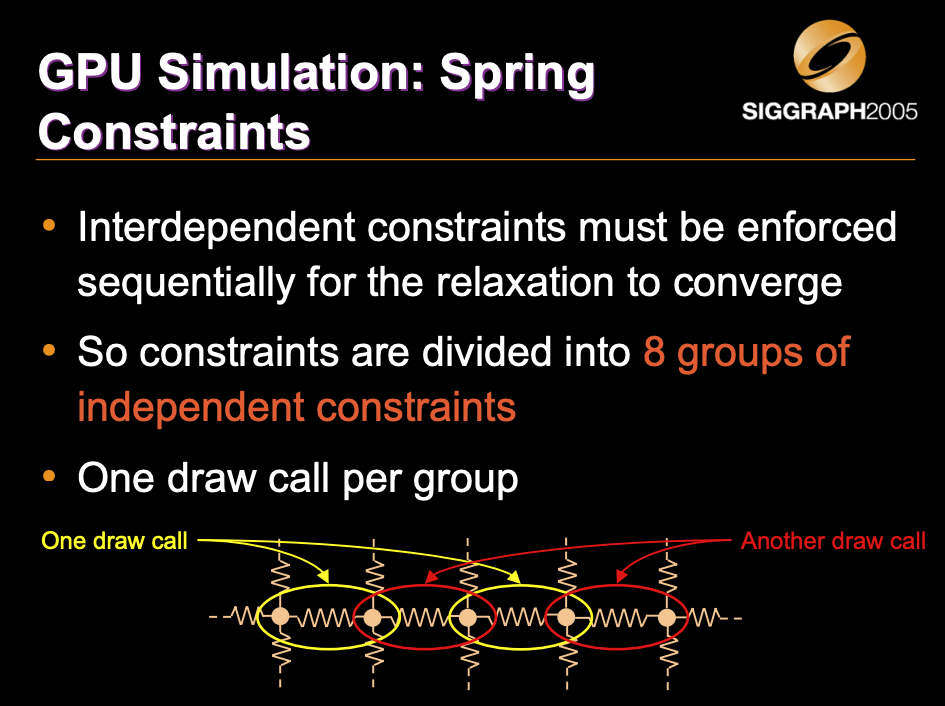 GPU Simulation: Spring
Constraints
SIGGRAPH2005
• Interdependent constraints must be enforced
sequentially for the relaxation to converge
• So constraints are divided into 8 groups of
independent constraints
• One draw call per group
One draw call
Another draw call